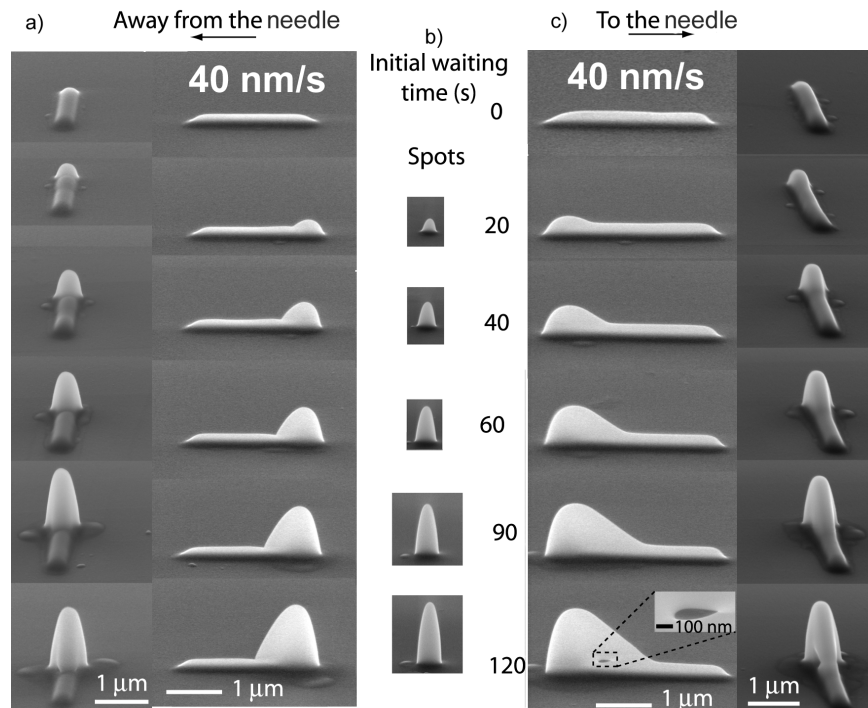 a)
Away from the needle
b)
c)
To the needle
40 nm/s
Initial waiting
time (s)
40 nm/s
0
Spots
20
40
60
90
120
100 nm
1 μm
1 μm
1 μm
1 μm